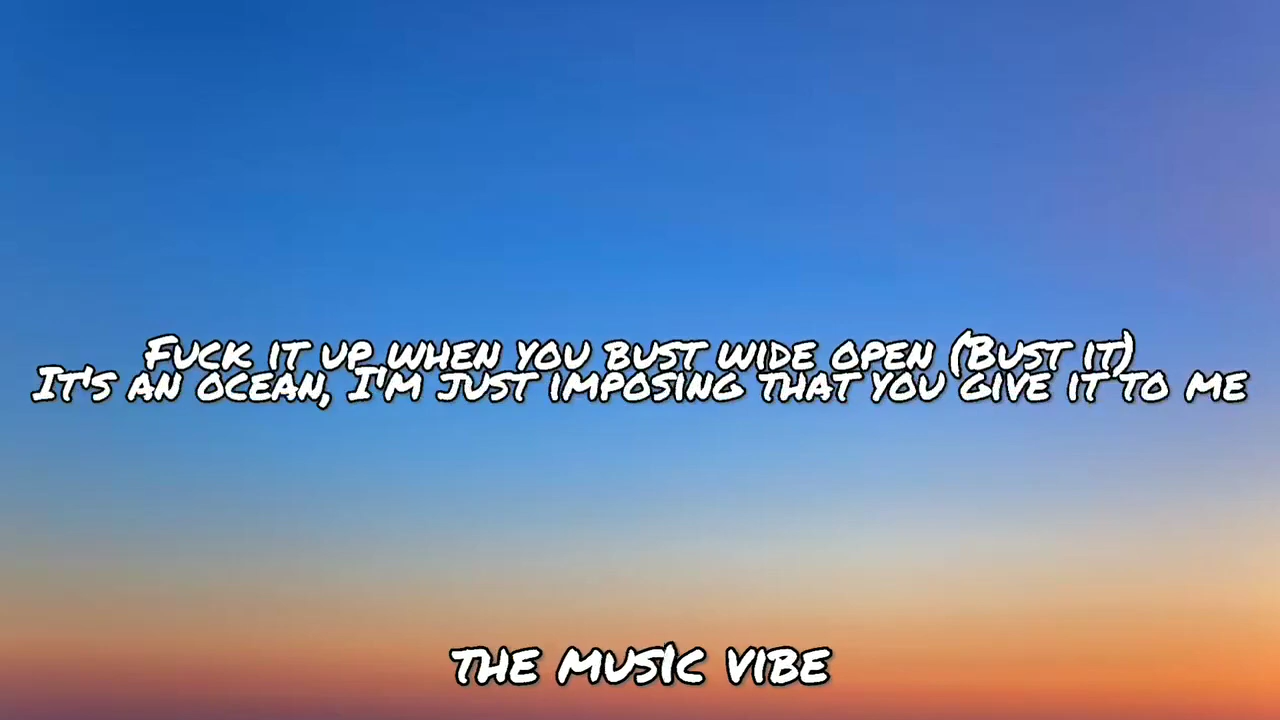 Fuck it up when you bust wide open (Bust it)
It's an ocean, I'm just imposing that you give it to me
THE MUSIC VIBE